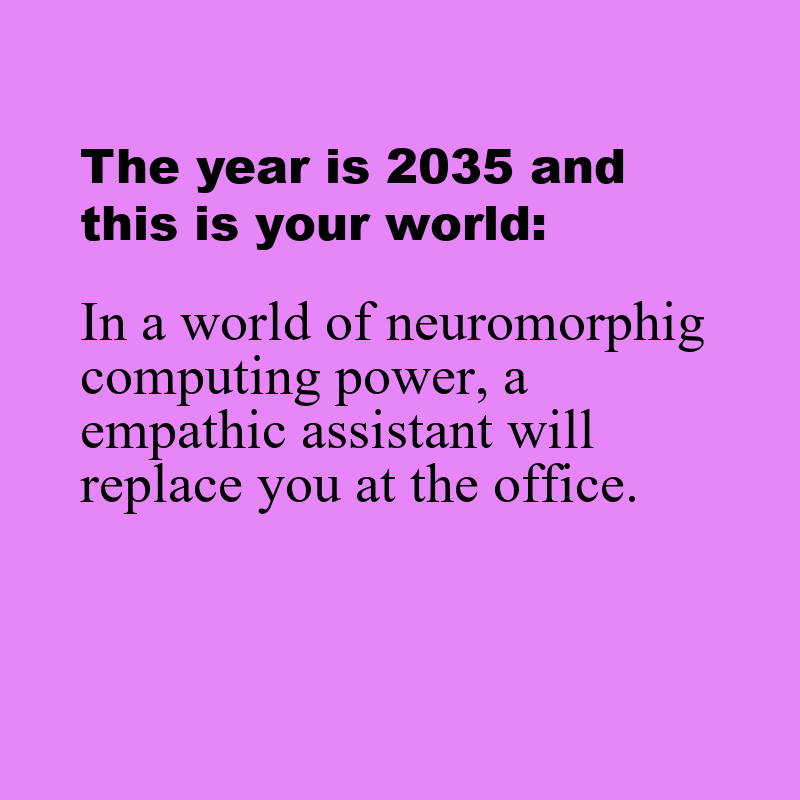 The year is 2035 and
this is your world:
In a world of neuromorphig
computing power, a
empathic assistant will
replace you at the office.